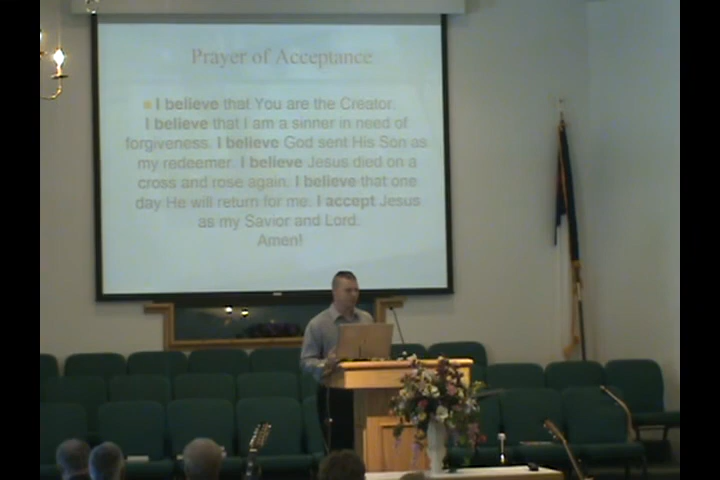 Prayer of Acceptance
I believe that You are the Creator.
I believe that I am a sinner in need of
forgiveness. I believe God sent His Son as
my redeemer. I believe Jesus died on a
cross and rose again. I believe that one
day He will return for me. I accept Jesus
as my Savior and Lord.
Amen!